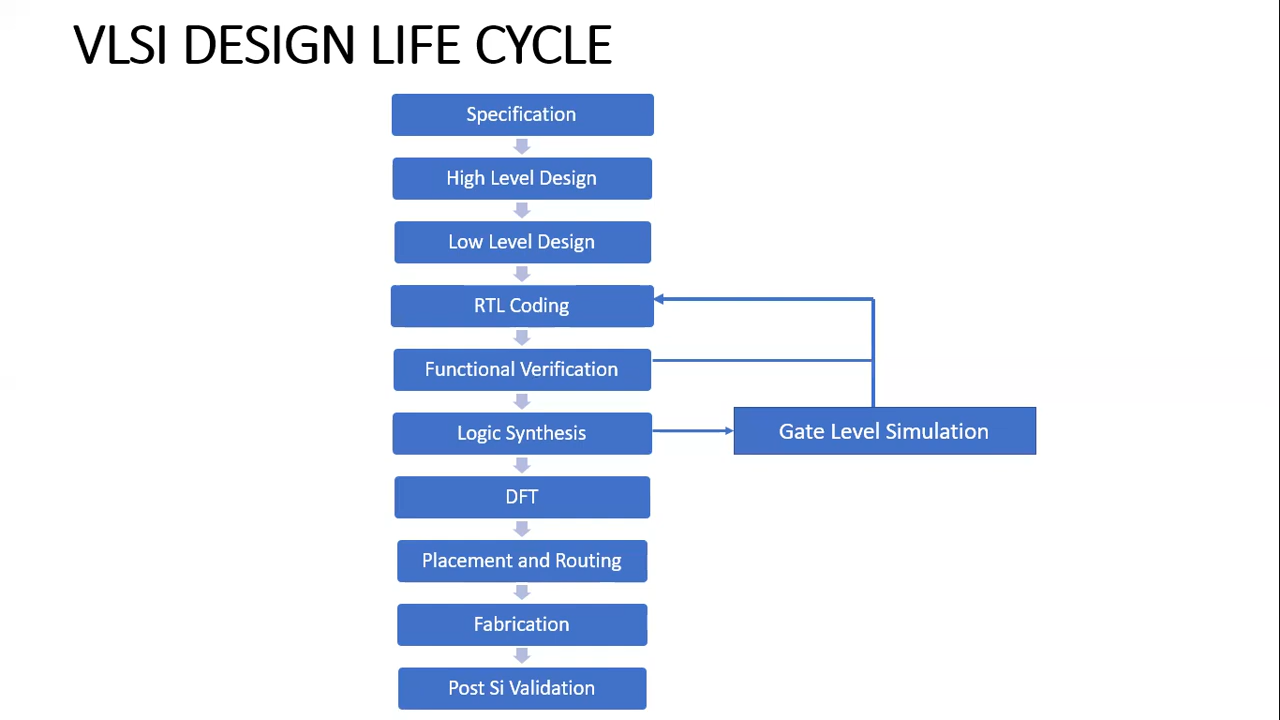 VLSI DESIGN LIFE CYCLE
Specification
High Level Design
Low Level Design
RTL Coding
Functional Verification
Logic Synthesis
Gate Level Simulation
DFT
Placement and Routing
Fabrication
Post Si Validation